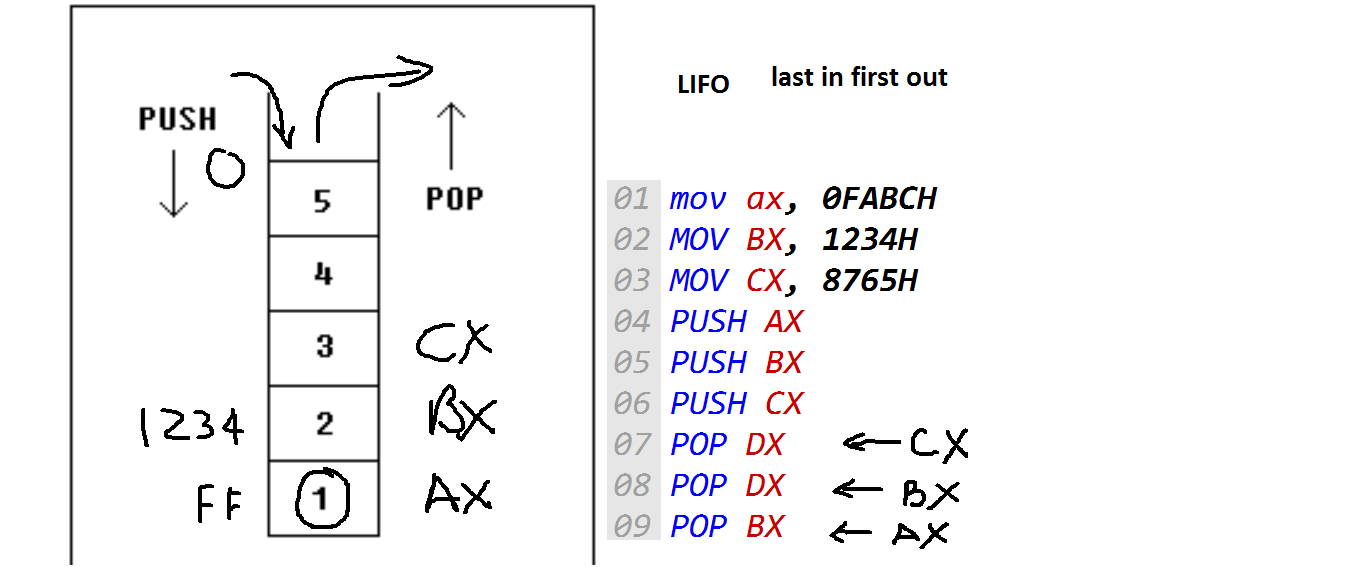 LIFO last in first out
PUSH
O
5
POP
4
3 CX
1234 2 BX
FF 1 AX
01 mov ax, 0FABCH
02 MOV BX, 1234H
03 MOV CX, 8765H
04 PUSH AX
05 PUSH BX
06 PUSH CX
07 POP DX ← CX
08 POP DX ← BX
09 POP BX ← AX